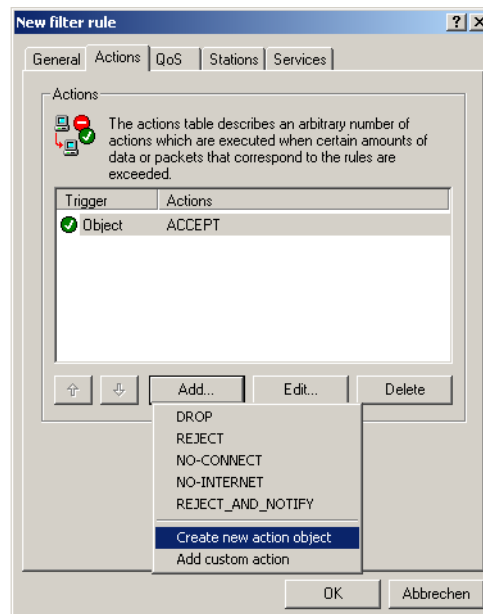 New filter rule
General Actions QoS Stations Services
Actions
The actions table describes an arbitrary number of
actions which are executed when certain amounts of
data or packets that correspond to the rules are
exceeded.
Trigger Actions
Object ACCEPT
Add... Edit... Delete
DROP
REJECT
NO-CONNECT
NO-INTERNET
REJECT_AND_NOTIFY
Create new action object
Add custom action
OK Abbrechen